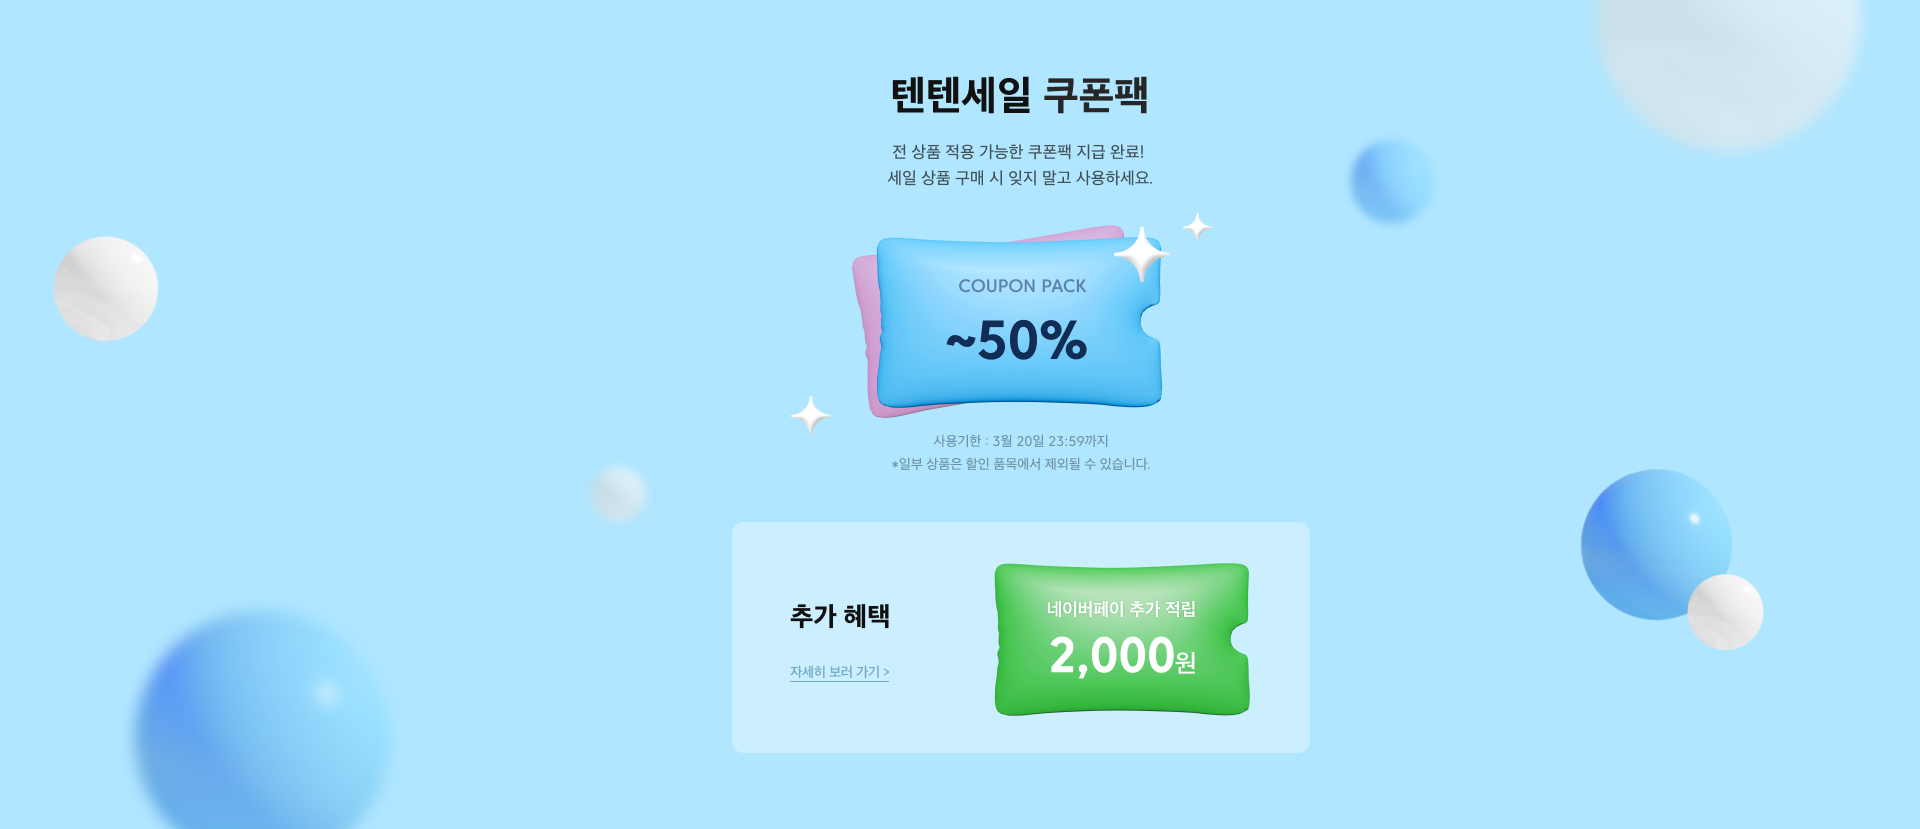 텐텐세일 쿠폰팩
전 상품 적용 가능한 쿠폰팩 지급 완료!
세일 상품 구매 시 잊지 말고 사용하세요.
COUPON PACK
~50%
사용기한 : 3월 20일 23:59까지
*일부 상품은 할인 품목에서 제외될 수 있습니다.
추가 혜택
자세히 보러 가기 >
네이버페이 추가 적립
2,000원